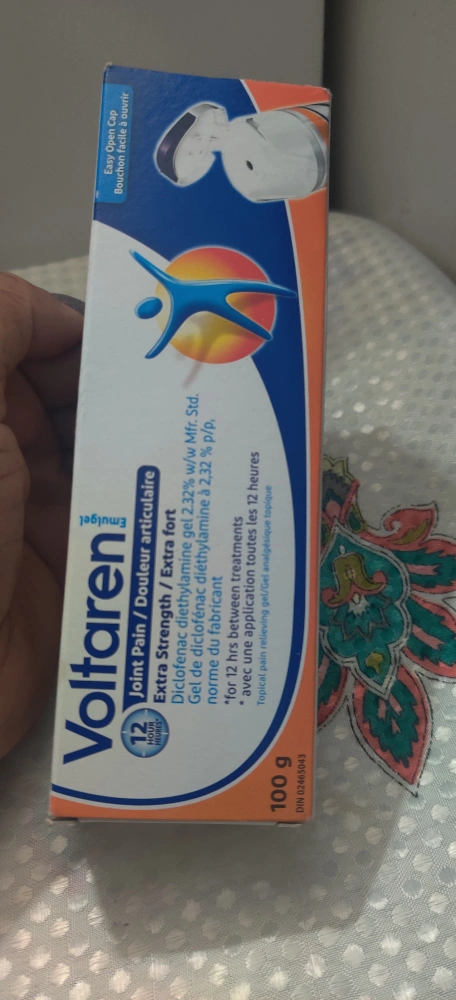 Easy Open Cap
Bouchon facile à ouvrir
Voltaren
Emulgel
12
HOUR
HEURES*
Joint Pain / Douleur articulaire
Extra Strength / Extra fort
Diclofenac diethylamine gel 2.32% w/w Mfr. Std.
Gel de diclofénac diéthylamine à 2,32 % p/p,
norme du fabricant
*for 12 hrs between treatments
* avec une application toutes les 12 heures
Topical pain relieving gel/Gel analgésique topique
100 g
DIN 02465043